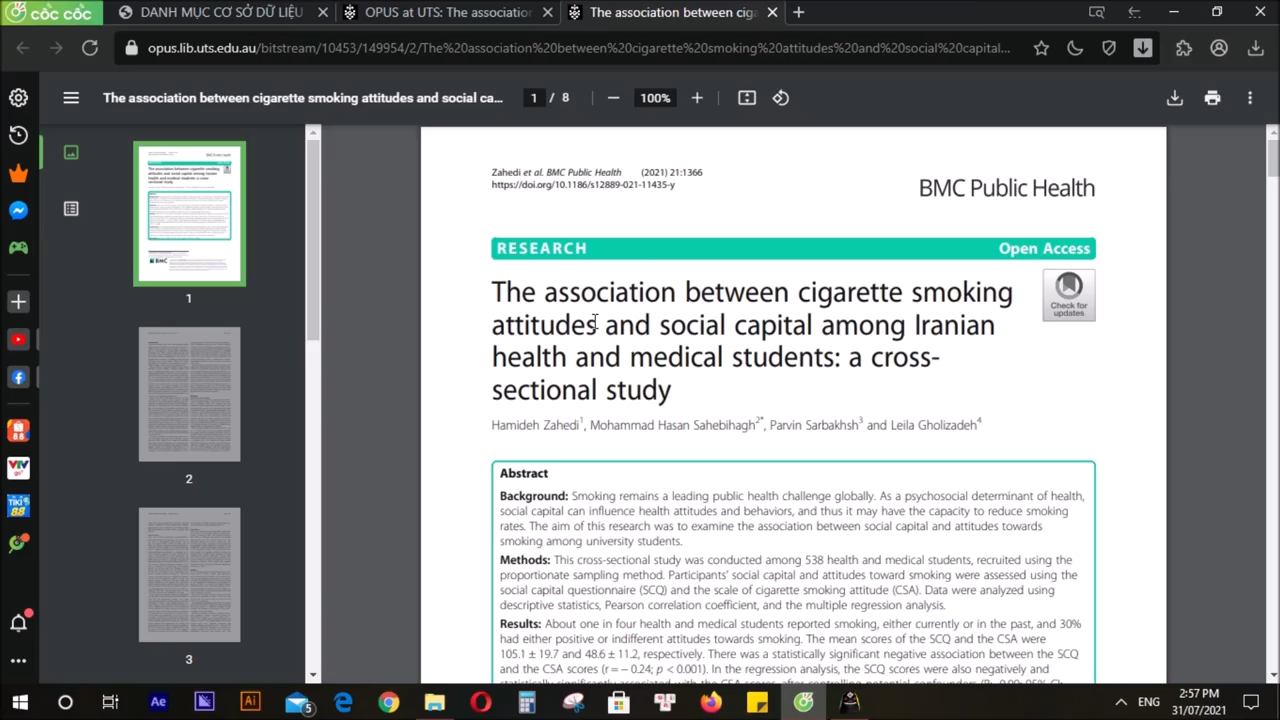 cốc cốc
DANH MỤC CƠ SỞ DỮ LIỆU
OPUS at UTS: The association
The association between ciga
opus.lib.uts.edu.au/bitstream/10453/149954/2/The%20association%20between%20cigarette%20smoking%20attitudes%20and%20social%20capital...
The association between cigarette smoking attitudes and social ca...
1 / 8
100%
1
2
3
Zahedi et al. BMC Public Health (2021) 21:1366
https://doi.org/10.1186/s12889-021-11435-y
BMC Public Health
RESEARCH
Open Access
The association between cigarette smoking
attitudes and social capital among Iranian
health and medical students: a cross-
sectional study
Check for
updates
Hamideh Zahedi1, Mohammad Hasan Sahebihagh2*, Parvin Sarbakhsh3 and Leila Gholizadeh4
Abstract
Background: Smoking remains a leading public health challenge globally. As a psychosocial determinant of health,
social capital can influence health attitudes and behaviors, and thus it may have the capacity to reduce smoking
rates. The aim of this research was to examine the association between social capital and attitudes towards
smoking among university students.
Methods: This cross-sectional study was conducted among 538 health and medical students, recruited using the
proportionate sampling method. Participants' social capital and attitudes toward smoking were assessed using the
social capital questionnaire (SCQ) and the scale of cigarette smoking attitude (CSA). Data were analyzed using
descriptive statistics, Pearson correlation coefficient, and the multiple regression analysis.
Results: About one in four health and medical students reported smoking, either currently or in the past, and 30%
had either positive or indifferent attitudes towards smoking. The mean scores of the SCQ and the CSA were
105.1 ± 19.7 and 48.6 ± 11.2, respectively. There was a statistically significant negative association between the SCQ
and the CSA scores (r = − 0.24; p < 0.001). In the regression analysis, the SCQ scores were also negatively and
ENG
2:57 PM
31/07/2021